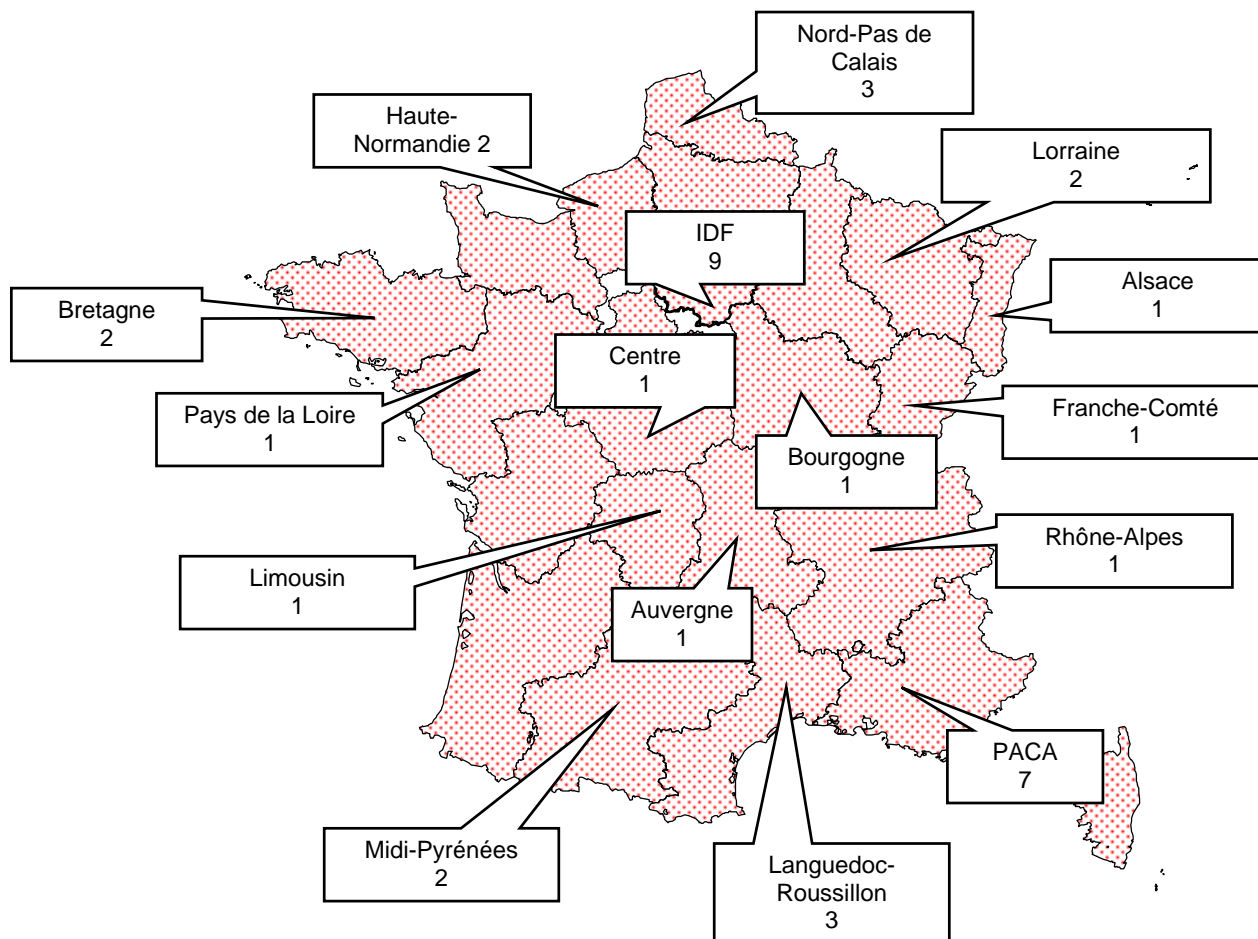 Nord-Pas de
Calais
3
Haute-
Normandie 2
Lorraine
2
IDF
9
Alsace
1
Bretagne
2
Centre
1
Pays de la Loire
1
Franche-Comté
1
Bourgogne
1
Rhône-Alpes
1
Limousin
1
Auvergne
1
PACA
7
Midi-Pyrénées
2
Languedoc-
Roussillon
3